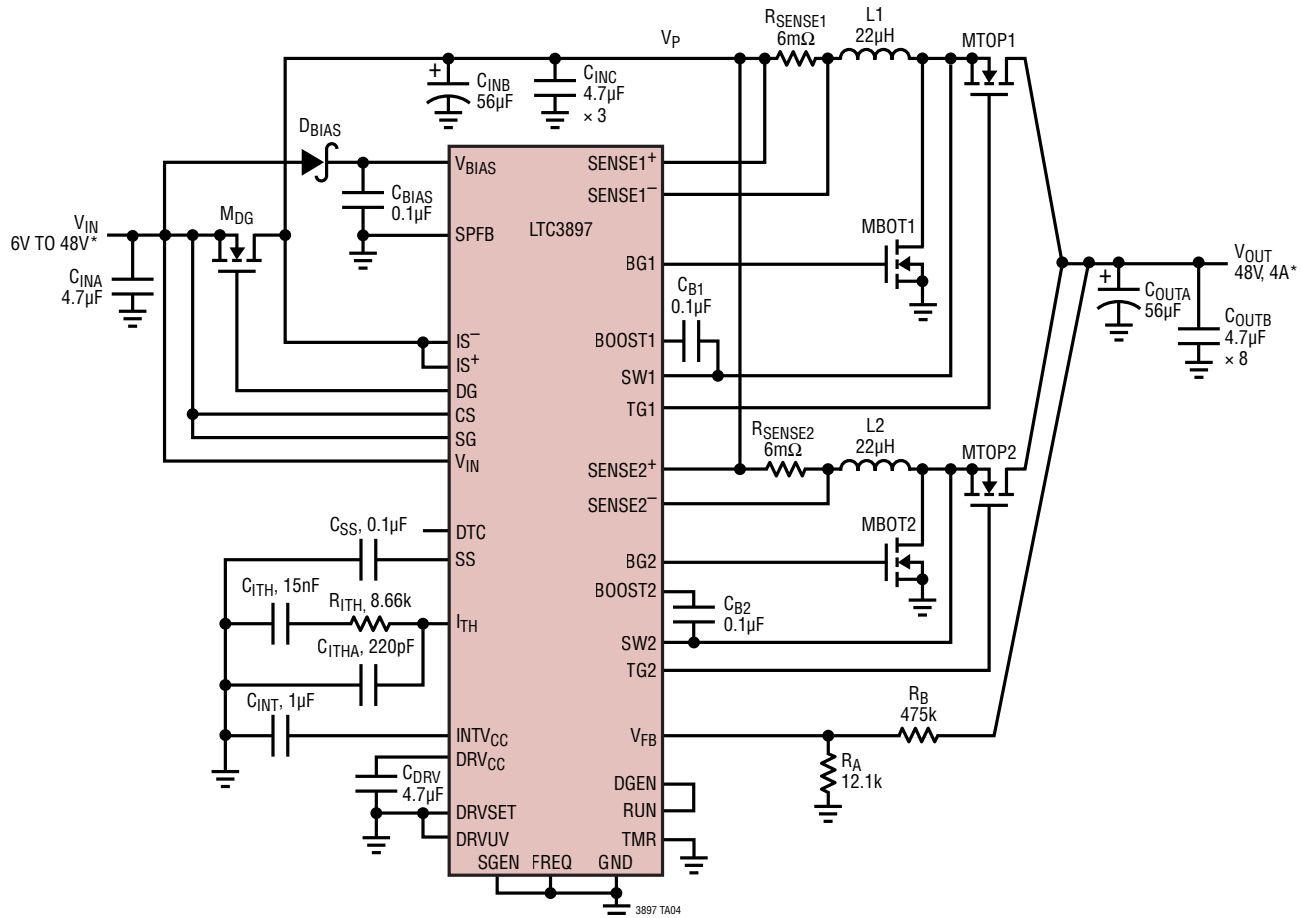 V_P
R_SENSE1
6mΩ
L1
22µH
MTOP1
+
C_INB
56µF
C_INC
4.7µF
× 3
D_BIAS
V_BIAS
C_BIAS
0.1µF
SPFB
LTC3897
SENSE1+
SENSE1–
V_IN
6V TO 48V*
M_DG
C_INA
4.7µF
MBOT1
BG1
C_B1
0.1µF
BOOST1
SW1
TG1
V_OUT
48V, 4A*
+
C_OUTA
56µF
C_OUTB
4.7µF
× 8
IS–
IS+
DG
CS
SG
V_IN
R_SENSE2
6mΩ
L2
22µH
MTOP2
SENSE2+
SENSE2–
MBOT2
BG2
BOOST2
C_B2
0.1µF
SW2
TG2
C_SS, 0.1µF
DTC
SS
C_ITH, 15nF
R_ITH, 8.66k
I_TH
C_ITHA, 220pF
C_INT, 1µF
INTV_CC
DRV_CC
C_DRV
4.7µF
DRVSET
DRVUV
V_FB
R_B
475k
R_A
12.1k
DGEN
RUN
TMR
SGEN FREQ GND
3897 TA04